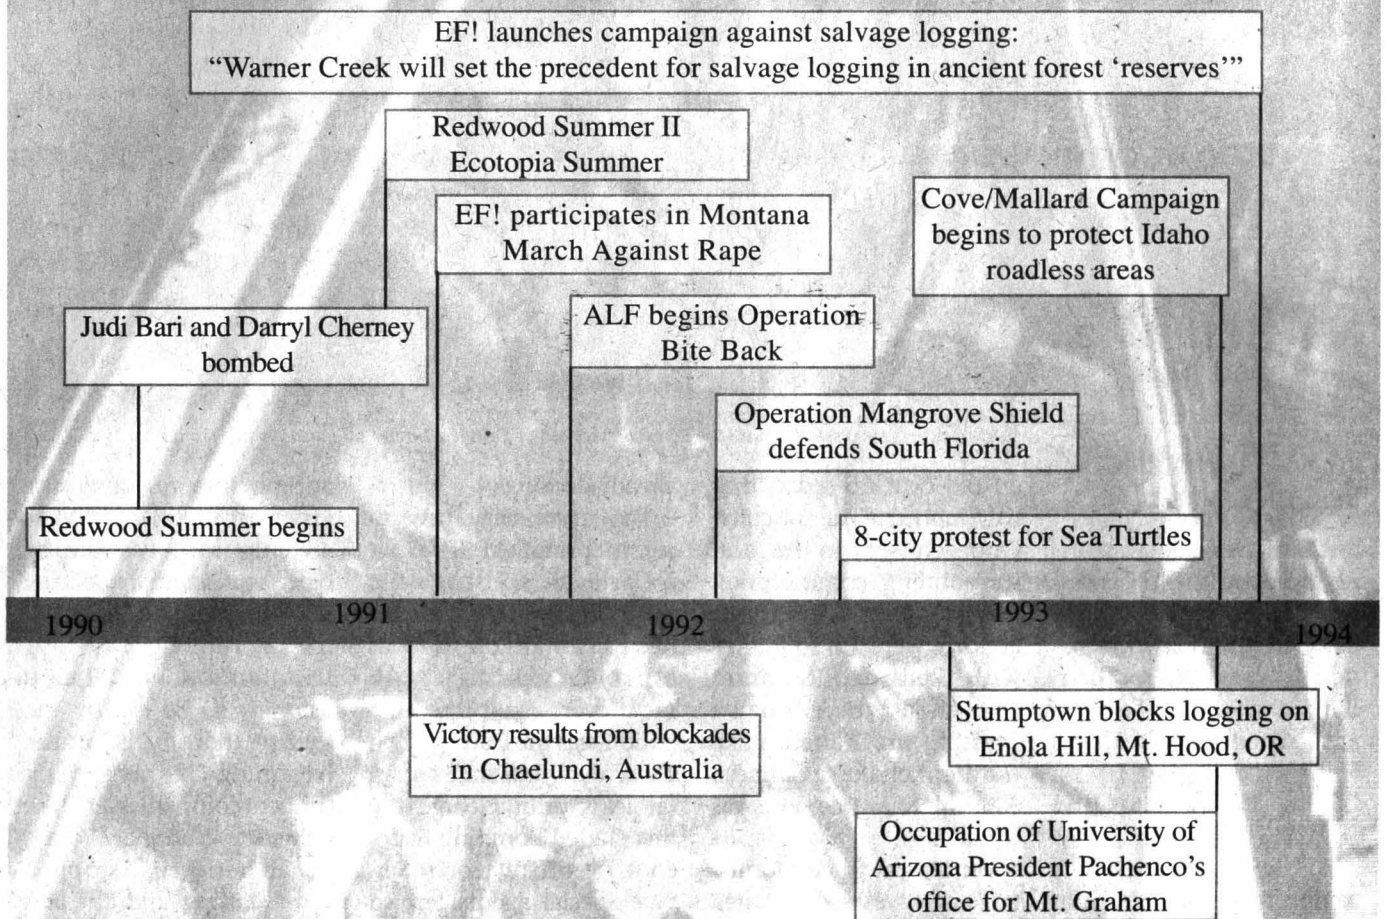 EF! launches campaign against salvage logging:
“Warner Creek will set the precedent for salvage logging in ancient forest ‘reserves’”
Redwood Summer II
Ecotopia Summer
EF! participates in Montana
March Against Rape
Cove/Mallard Campaign
begins to protect Idaho
roadless areas
Judi Bari and Darryl Cherney
bombed
ALF begins Operation
Bite Back
Operation Mangrove Shield
defends South Florida
Redwood Summer begins
8-city protest for Sea Turtles
1990
1991
1992
1993
1994
Victory results from blockades
in Chaelundi, Australia
Stumptown blocks logging on
Enola Hill, Mt. Hood, OR
Occupation of University of
Arizona President Pachenco’s
office for Mt. Graham